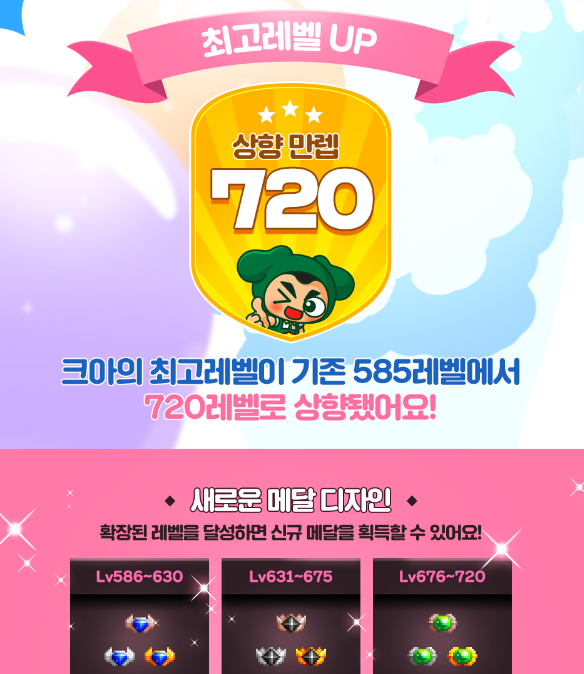 최고레벨 UP
상향 만렙
720
크아의 최고레벨이 기존 585레벨에서
720레벨로 상향됐어요!
새로운 메달 디자인
확장된 레벨을 달성하면 신규 메달을 획득할 수 있어요!
Lv586~630 Lv631~675 Lv676~720